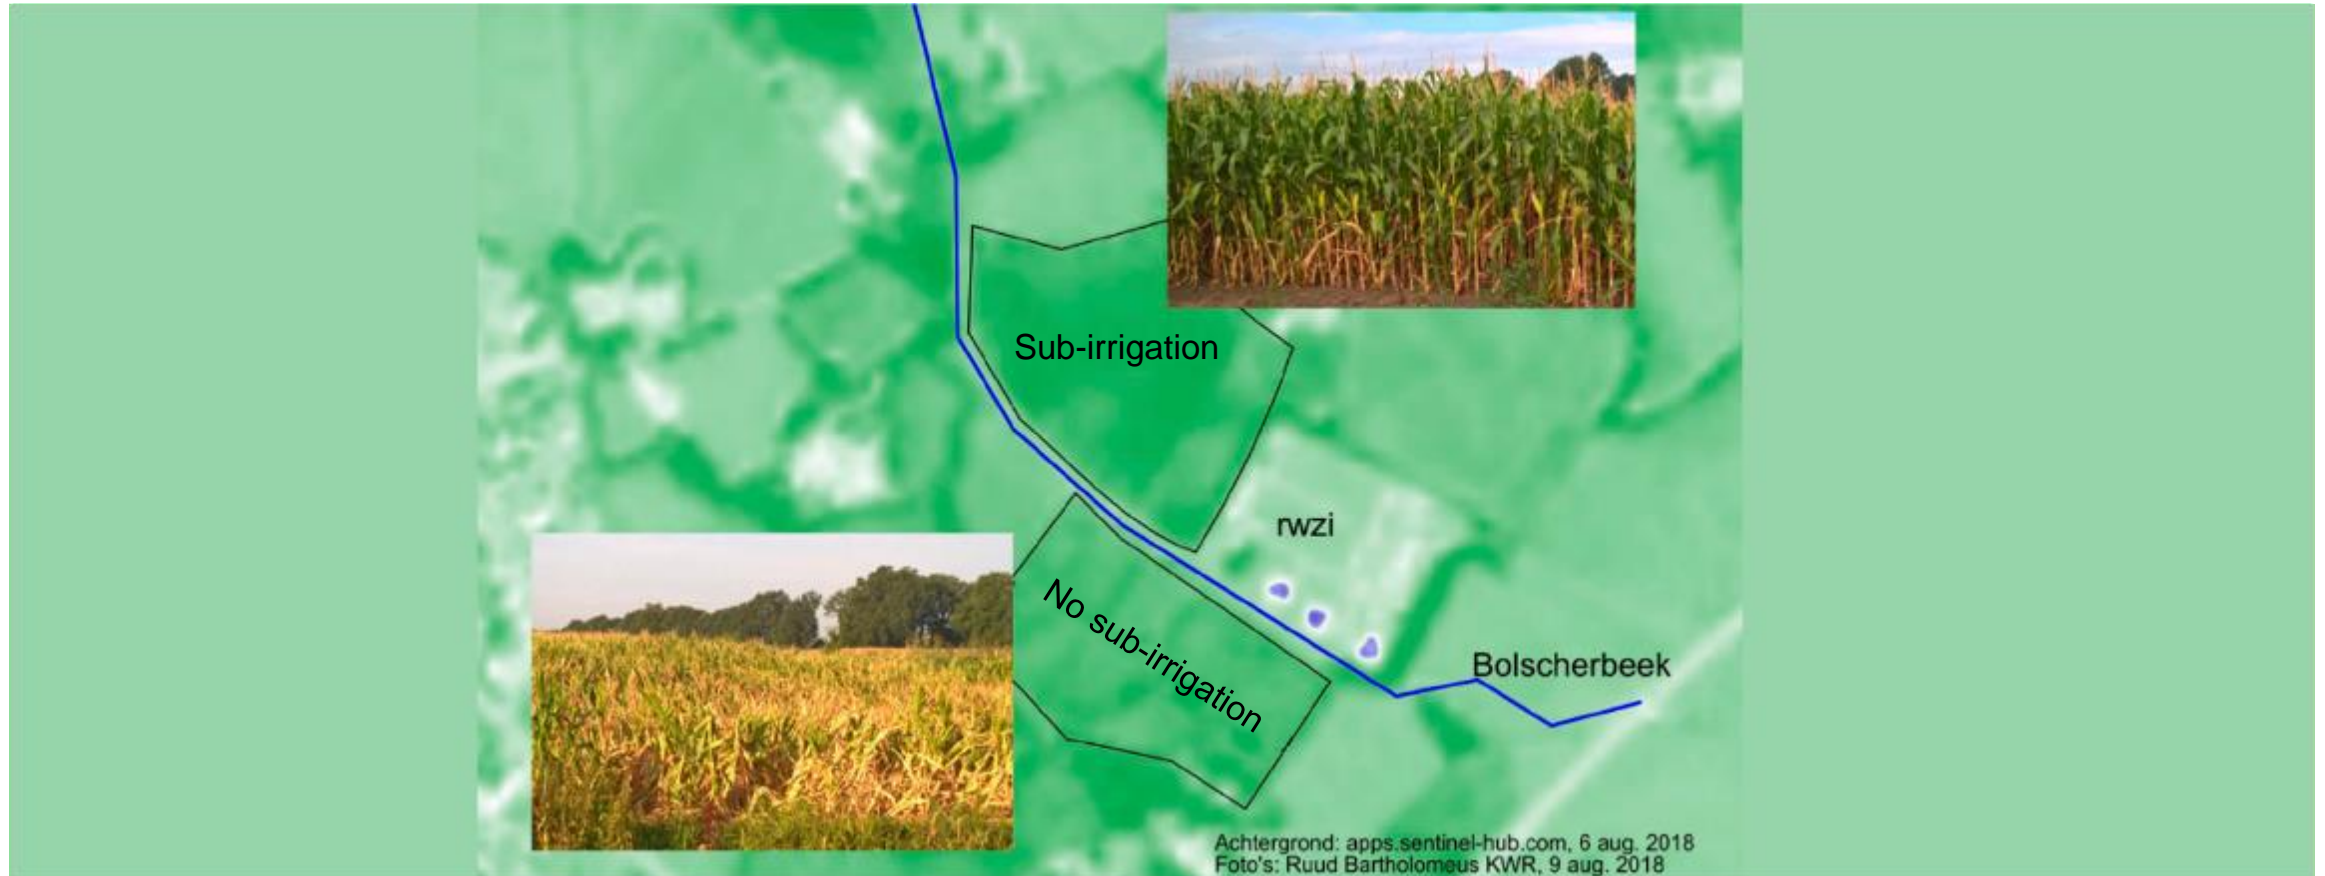 Sub-irrigation
rwzi
No sub-irrigation
Bolscherbeek
Achtergrond: apps.sentinel-hub.com, 6 aug. 2018
Foto's: Ruud Bartholomeus KWR, 9 aug. 2018